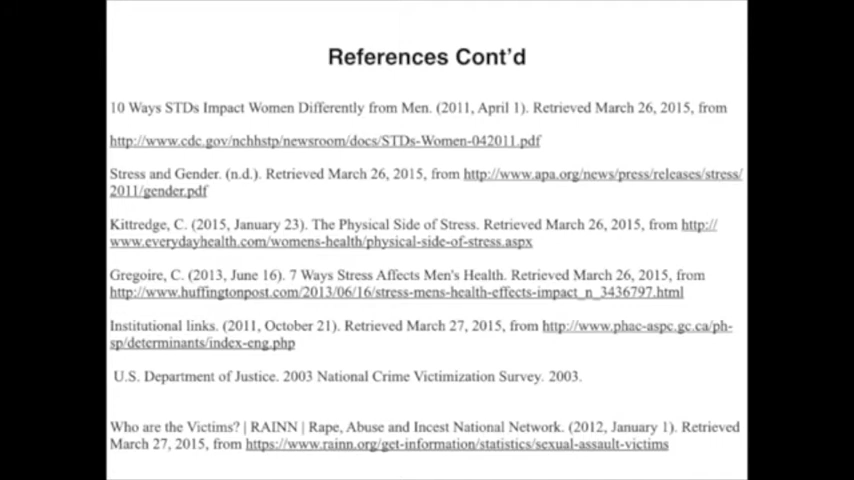 References Cont'd
10 Ways STDs Impact Women Differently from Men. (2011, April 1). Retrieved March 26, 2015, from
http://www.cdc.gov/nchhstp/newsroom/docs/STDs-Women-042011.pdf
Stress and Gender. (n.d.). Retrieved March 26, 2015, from http://www.apa.org/news/press/releases/stress/
2011/gender.pdf
Kittredge, C. (2015, January 23). The Physical Side of Stress. Retrieved March 26, 2015, from http://
www.everydayhealth.com/womens-health/physical-side-of-stress.aspx
Gregoire, C. (2013, June 16). 7 Ways Stress Affects Men's Health. Retrieved March 26, 2015, from
http://www.huffingtonpost.com/2013/06/16/stress-mens-health-effects-impact_n_3436797.html
Institutional links. (2011, October 21). Retrieved March 27, 2015, from http://www.phac-aspc.gc.ca/ph-
sp/determinants/index-eng.php
U.S. Department of Justice. 2003 National Crime Victimization Survey. 2003.
Who are the Victims? | RAINN | Rape, Abuse and Incest National Network. (2012, January 1). Retrieved
March 27, 2015, from https://www.rainn.org/get-information/statistics/sexual-assault-victims